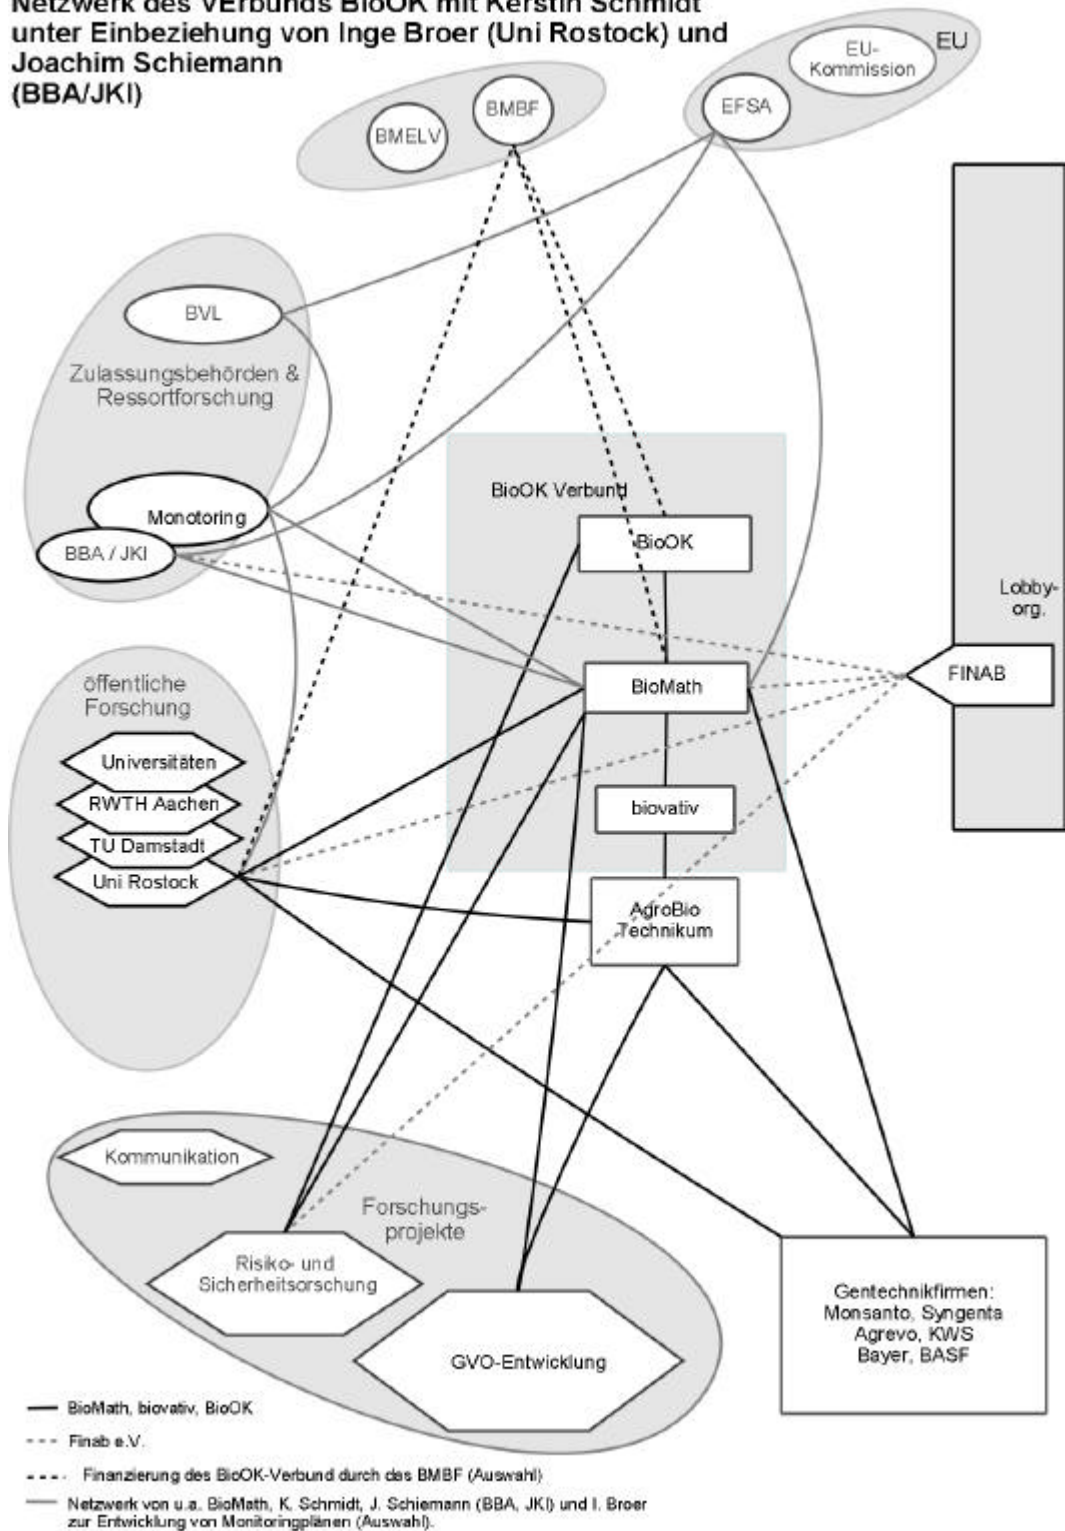 Netzwerk des VErbunds BioOK mit Kerstin Schmidt
unter Einbeziehung von Inge Broer (Uni Rostock) und
Joachim Schiemann
(BBA/JKI)
EU-
Kommission
EU
EFSA
BMBF
BMELV
BVL
Zulassungsbehörden &
Ressortforschung
Monotoring
BBA / JKI
BioOK Verbund
BioOK
Lobby-
org.
FINAB
BioMath
biovativ
AgroBio
Technikum
öffentliche
Forschung
Universitäten
RWTH Aachen
TU Damstadt
Uni Rostock
Kommunikation
Forschungs-
projekte
Risiko- und
Sicherheitsorschung
GVO-Entwicklung
Gentechnikfirmen:
Monsanto, Syngenta
Agrevo, KWS
Bayer, BASF
BioMath, biovativ, BioOK
Finab e.V.
Finanzierung des BioOK-Verbund durch das BMBF (Auswahl)
Netzwerk von u.a. BioMath, K. Schmidt, J. Schiemann (BBA, JKI) und I. Broer
zur Entwicklung von Monitoringplänen (Auswahl).